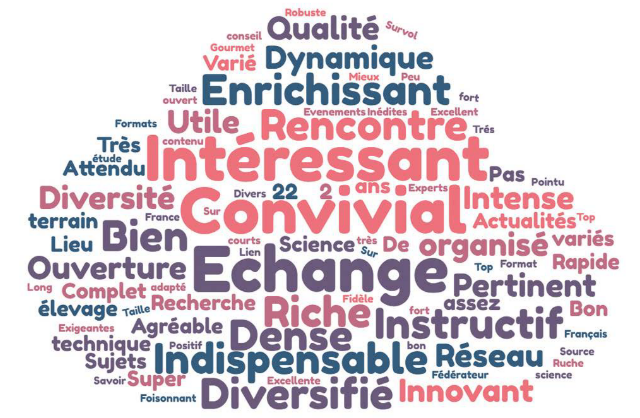 Robuste
Qualité
conseil
Survol
Gourmet
Varié
Dynamique
Mieux
Peu
Taille
ouvert
Enrichissant
fort
Evenements
Inédites
Excellent
Formats
Utile
Rencontre
Trés
Très
contenu
étude
Attendu
Intéressant
Pas
Pointu
Diversité
Divers
22
2
ans
Experts
Intense
terrain
France
Sur
Convivial
Actualités
Top
Lieu
Bien
courts
Lien
Science
très
Sur
De
organisé
variés
Ouverture
Echange
Top
Format
Rapide
Long
Complet
adapté
Pertinent
élevage
Taille
Recherche
Riche
Fidèle
fort
assez
Bon
Exigeantes
Agréable
Dense
Instructif
Français
technique
Positif
bon
Sujets
Indispensable
Réseau
Source
Ruche
Savoir
Super
Excellente
Fédérateur
science
Foisonnant
Diversifié
Innovant